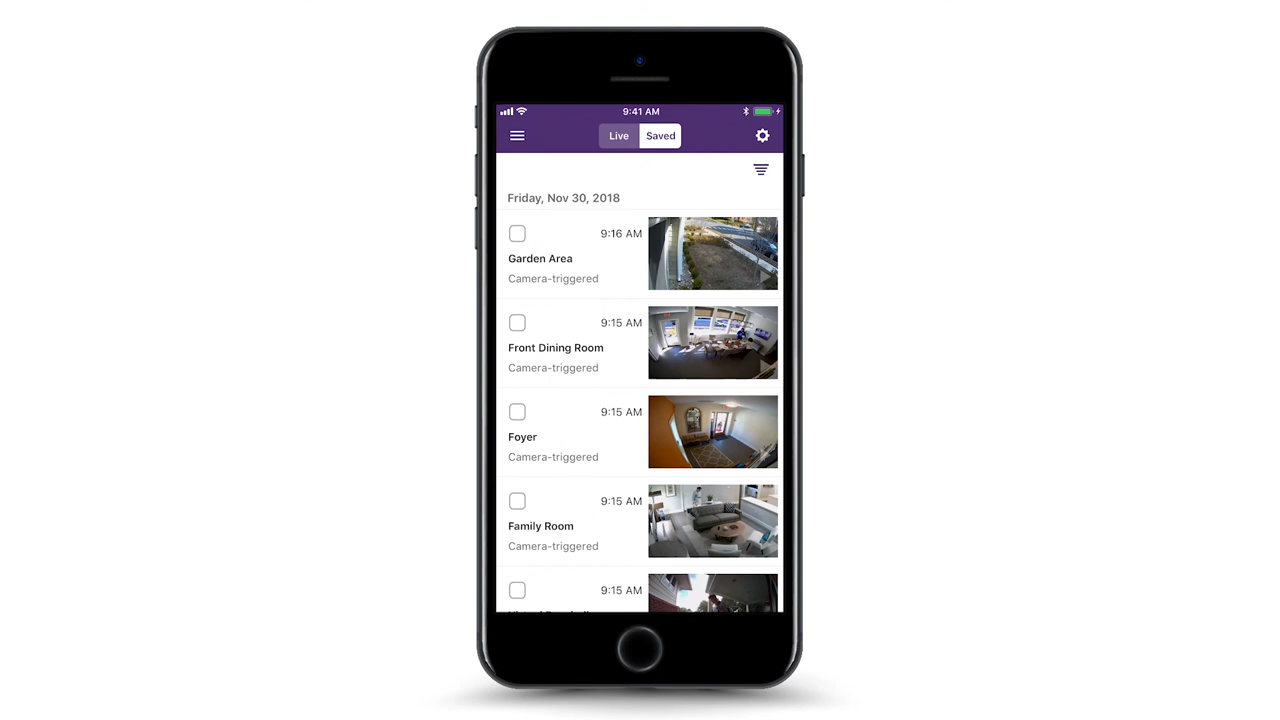 9:41 AM
Live Saved
Friday, Nov 30, 2018
9:16 AM
Garden Area
Camera-triggered
9:15 AM
Front Dining Room
Camera-triggered
9:15 AM
Foyer
Camera-triggered
9:15 AM
Family Room
Camera-triggered
9:15 AM